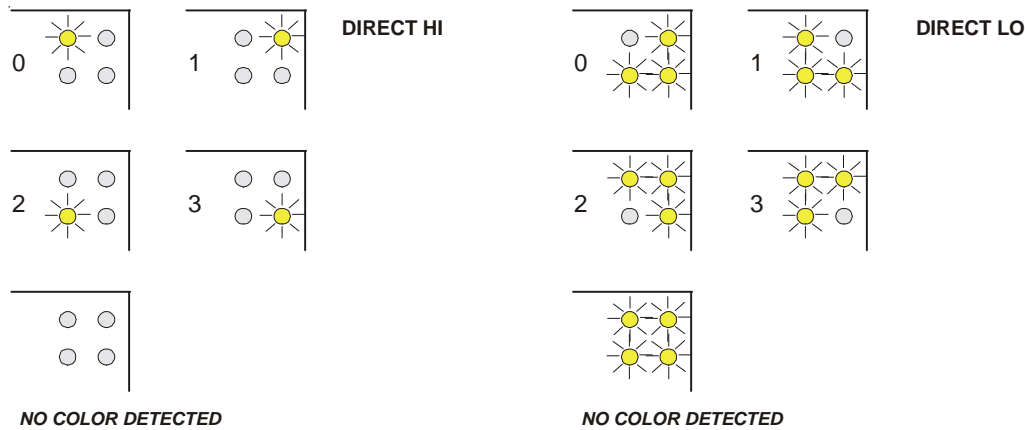 0 1 DIRECT HI 0 1 DIRECT LO
2 3 2 3
NO COLOR DETECTED NO COLOR DETECTED